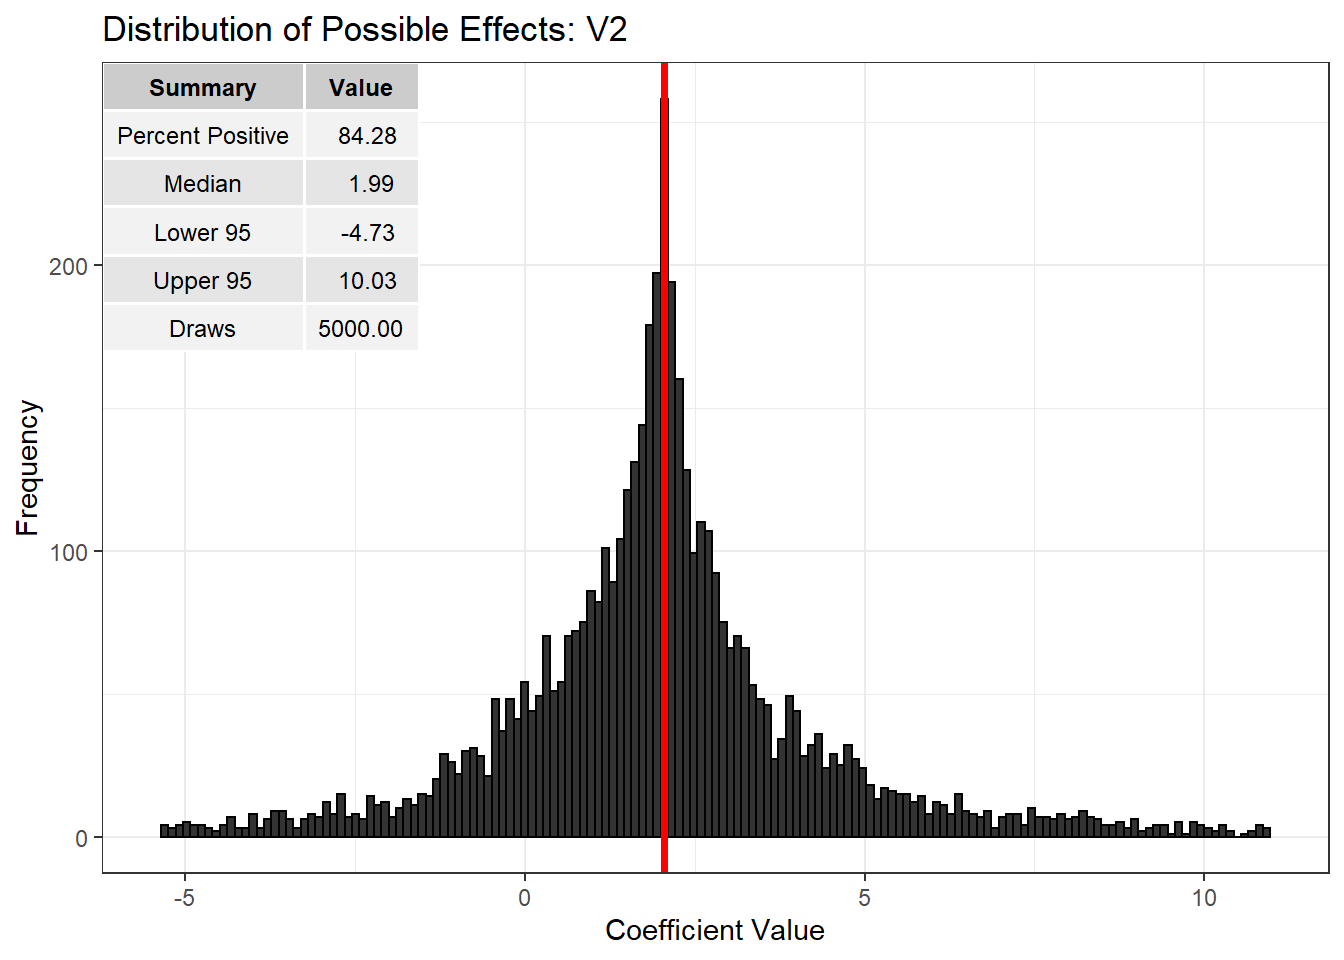 Distribution of Possible Effects: V2
Summary Value
Percent Positive 84.28
Median 1.99
Lower 95 -4.73
Upper 95 10.03
Draws 5000.00
200
100
0
Frequency
-5 0 5 10
Coefficient Value